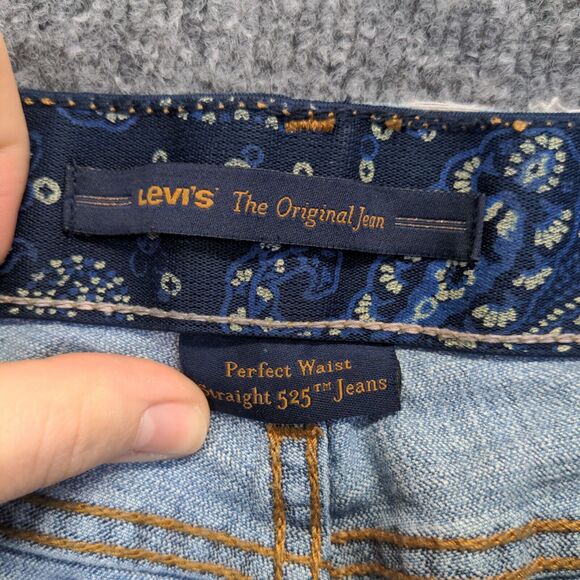 Levi's The Original Jean
Perfect Waist
Straight 525™ Jeans